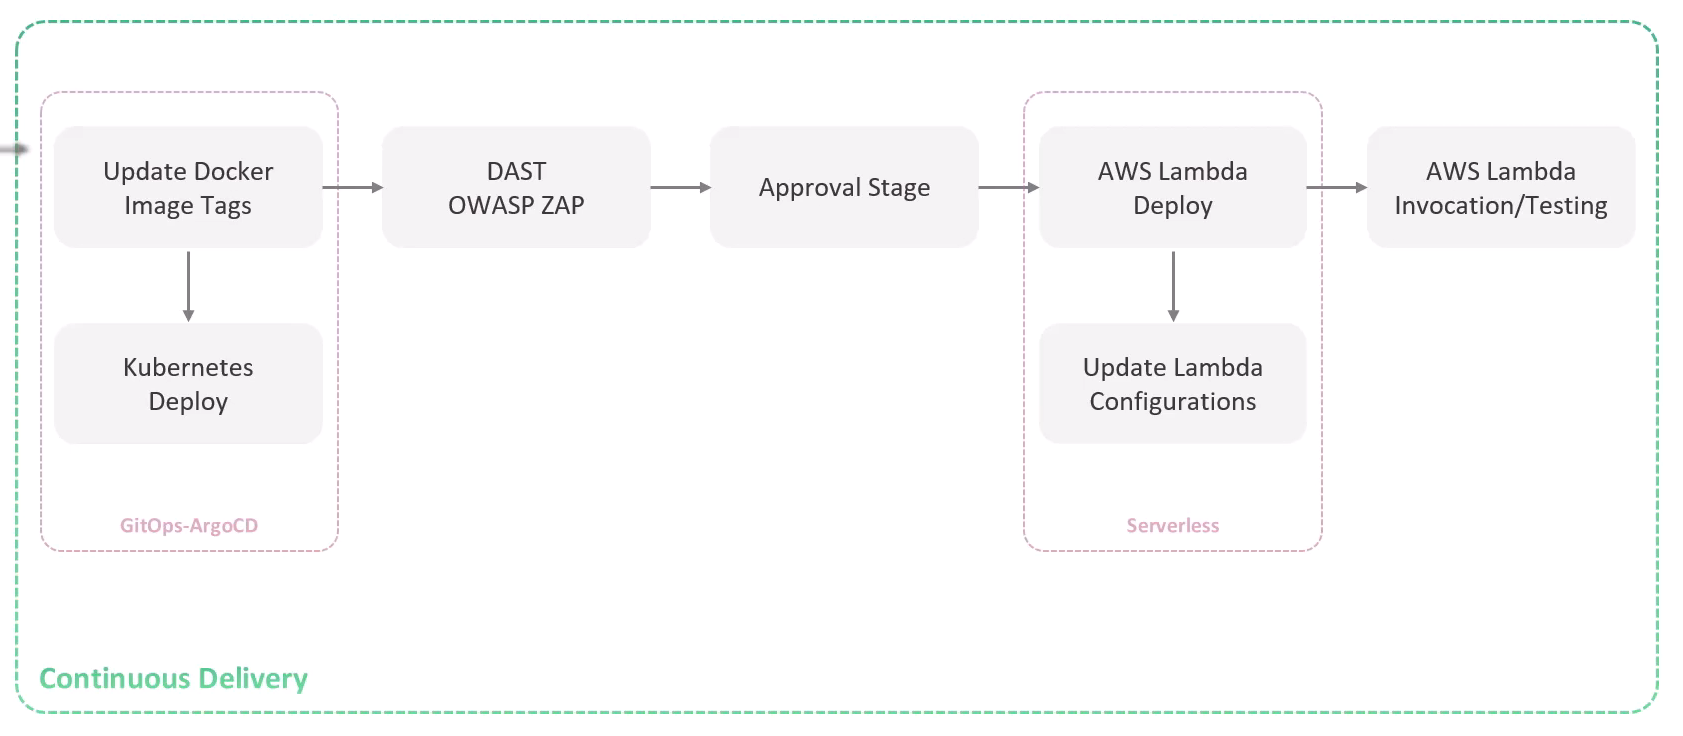 Update Docker
Image Tags
DAST
OWASP ZAP
Approval Stage
AWS Lambda
Deploy
AWS Lambda
Invocation/Testing
Kubernetes
Deploy
Update Lambda
Configurations
GitOps-ArgoCD
Serverless
Continuous Delivery